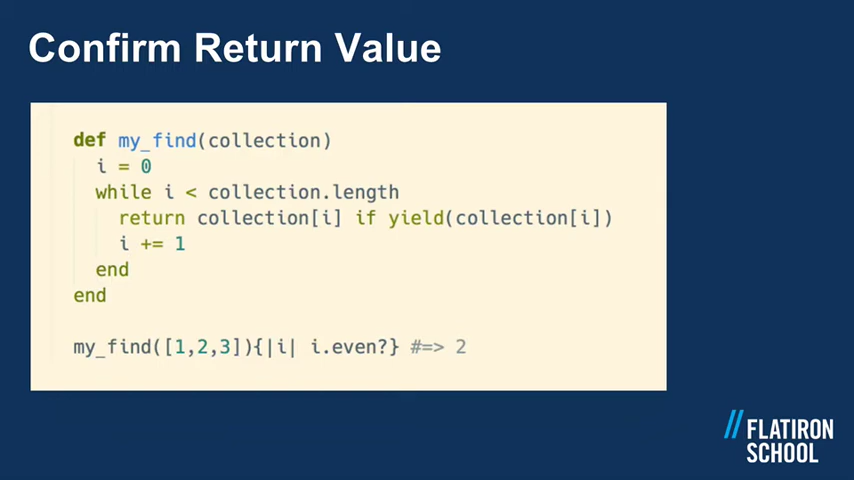 Confirm Return Value
def my_find(collection)
  i = 0
  while i < collection.length
    return collection[i] if yield(collection[i])
    i += 1
  end
end
my_find([1,2,3]){|i| i.even?} #=> 2
// FLATIRON
SCHOOL